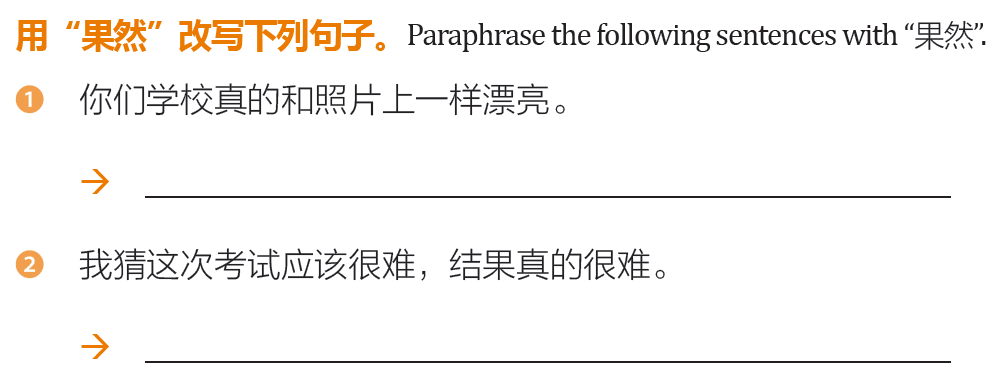 用“果然”改写下列句子。Paraphrase the following sentences with “果然”.
1 你们学校真的和照片上一样漂亮。
→
2 我猜这次考试应该很难，结果真的很难。
→